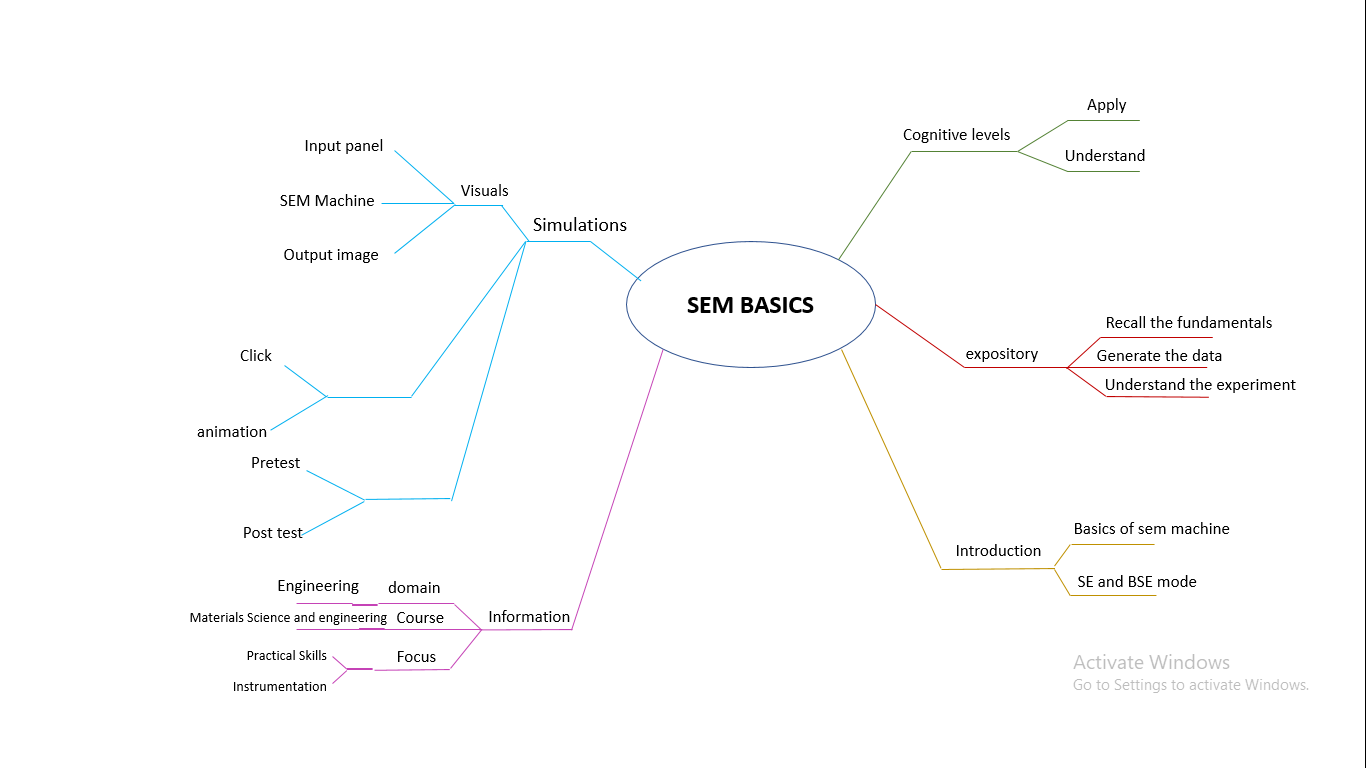 Apply
Cognitive levels
Understand
Input panel
Visuals
SEM Machine
Simulations
Output image
SEM BASICS
Recall the fundamentals
expository
Generate the data
Understand the experiment
Click
animation
Pretest
Post test
Basics of sem machine
Introduction
SE and BSE mode
Engineering domain
Materials Science and engineering Course
Information
Practical Skills
Focus
Instrumentation
Activate Windows
Go to Settings to activate Windows.